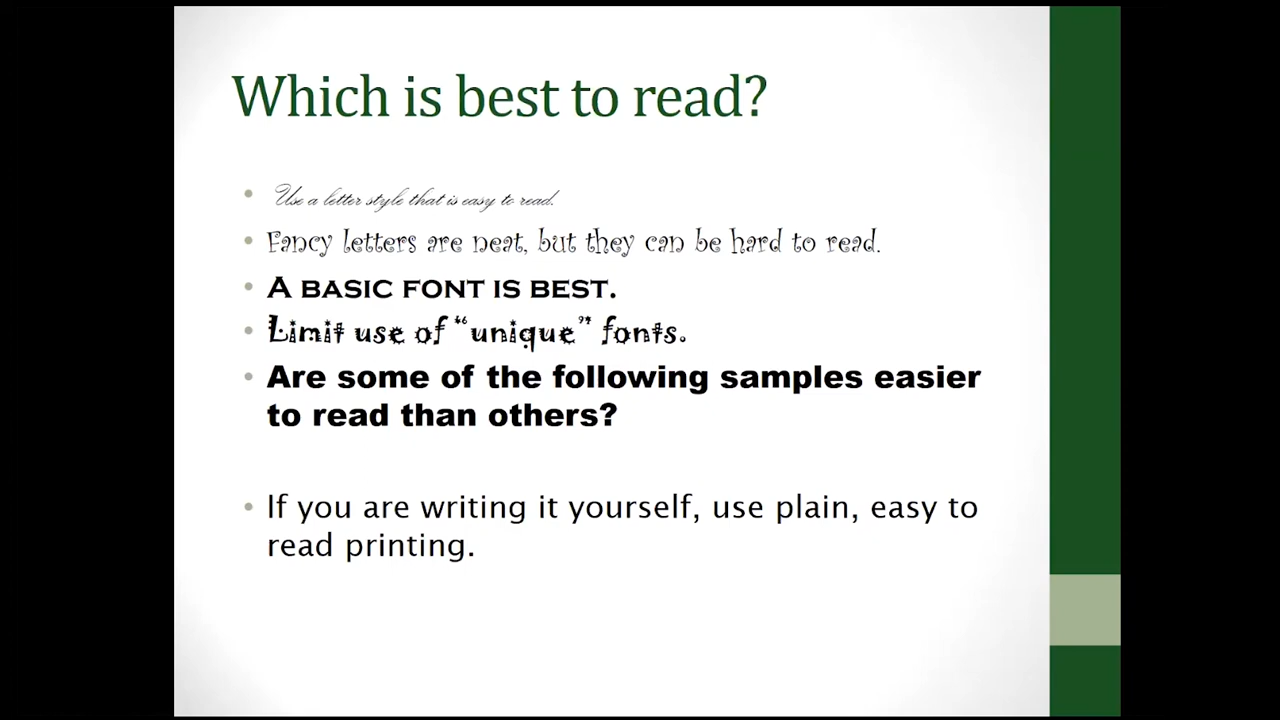 Which is best to read?
• Use a letter style that is easy to read.
• Fancy letters are neat, but they can be hard to read.
• A BASIC FONT IS BEST.
• Limit use of “unique” fonts.
• Are some of the following samples easier
to read than others?
• If you are writing it yourself, use plain, easy to
read printing.